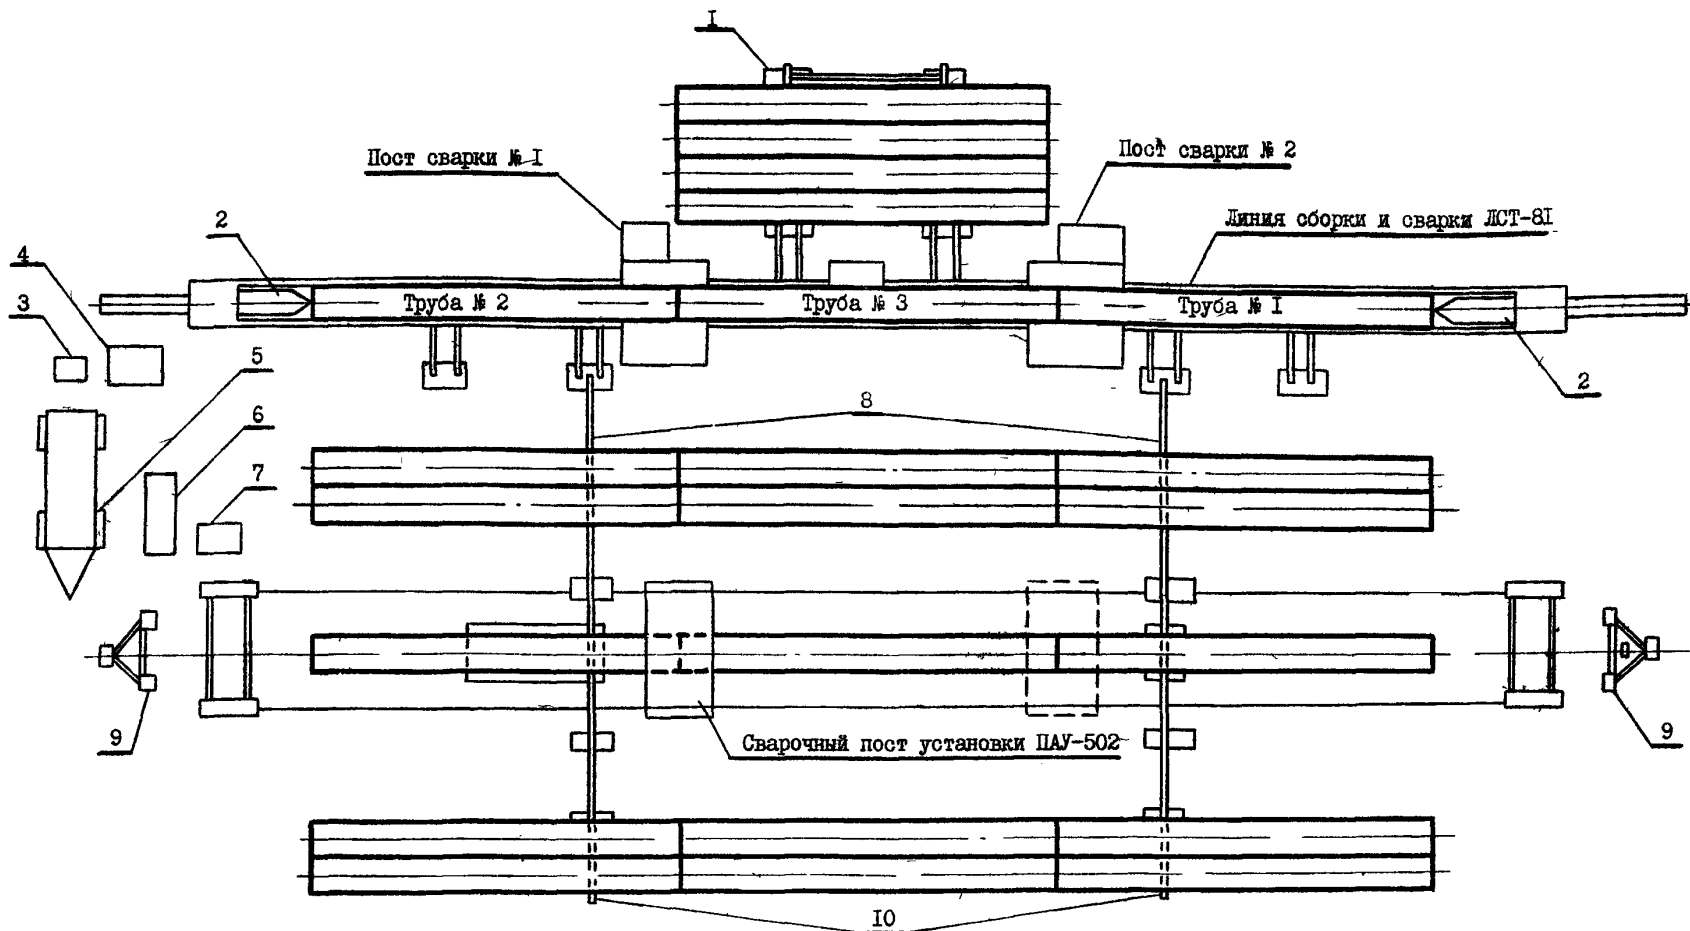 I
Пост сварки № I
Пост сварки № 2
Линия сборки и сварки ЛСТ-8I
2
4
3
Труба № 2
Труба № 3
Труба № I
5
6
7
8
2
9
Сварочный пост установки ПАУ-502
9
IO